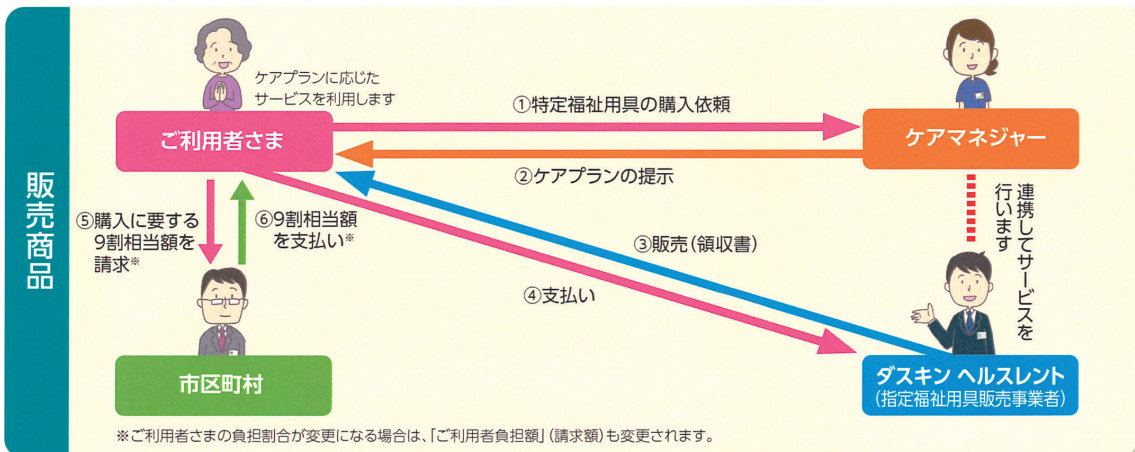 販売商品
ケアプランに応じた
サービスを利用します
ご利用者さま
①特定福祉用具の購入依頼
ケアマネジャー
②ケアプランの提示
⑤購入に要する
9割相当額を
請求※
⑥9割相当額
を支払い※
③販売(領収書)
④支払い
連携してサービスを
行います
市区町村
ダスキン ヘルスレント
(指定福祉用具販売事業者)
※ご利用者さまの負担割合が変更になる場合は、「ご利用者負担額」(請求額)も変更されます。